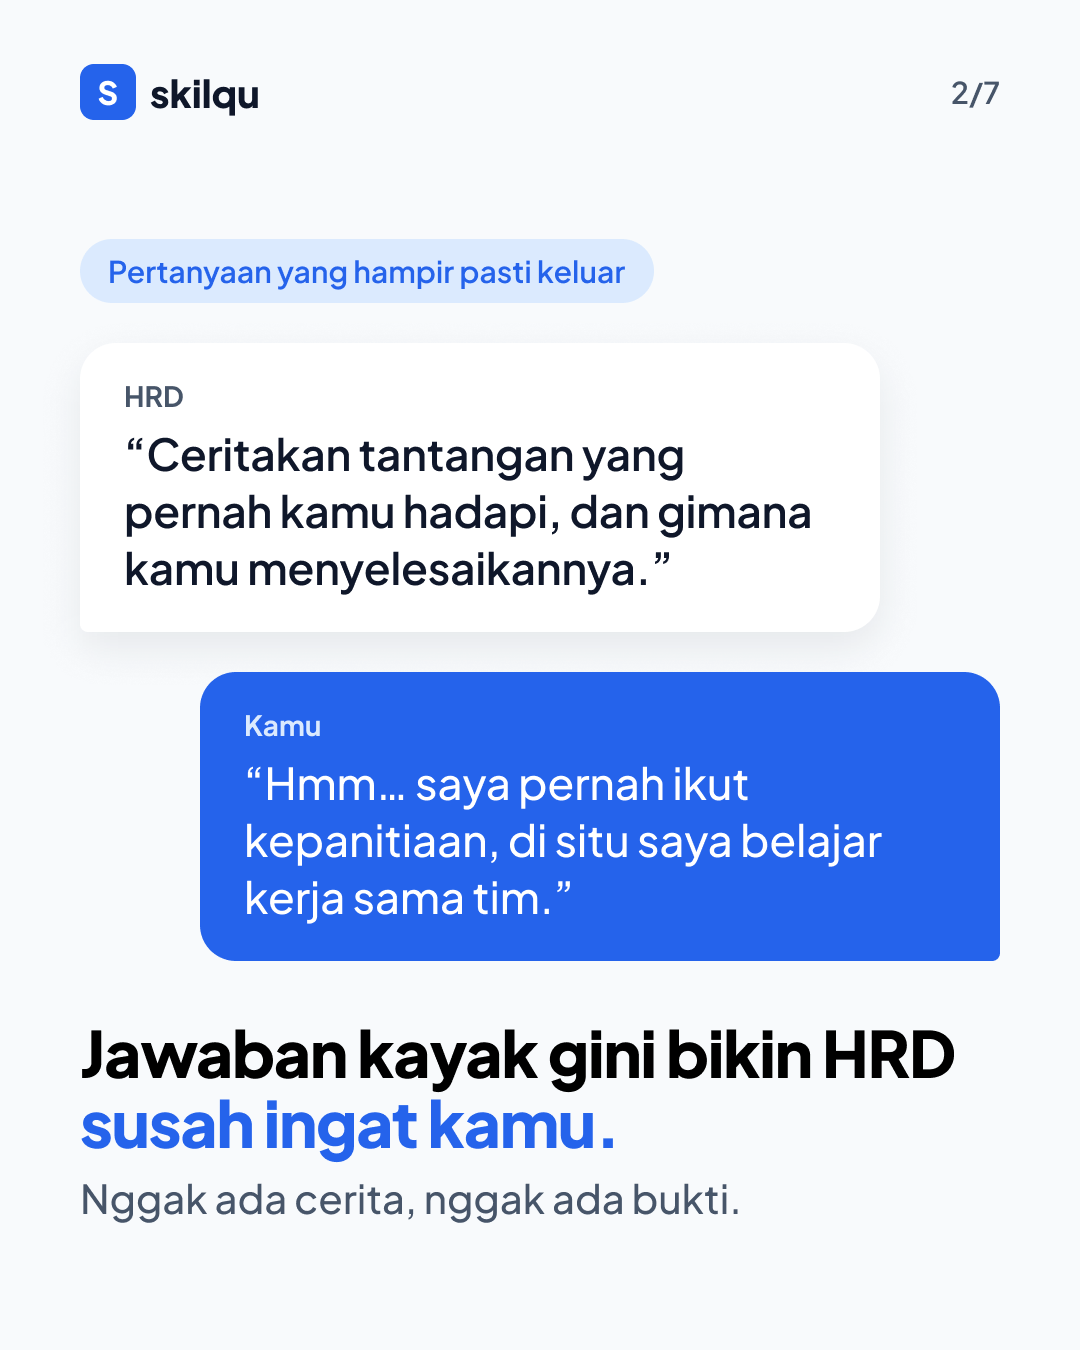 S skilqu
2/7
Pertanyaan yang hampir pasti keluar
HRD
“Ceritakan tantangan yang
pernah kamu hadapi, dan gimana
kamu menyelesaikannya.”
Kamu
“Hmm… saya pernah ikut
kepanitiaan, di situ saya belajar
kerja sama tim.”
Jawaban kayak gini bikin HRD
susah ingat kamu.
Nggak ada cerita, nggak ada bukti.